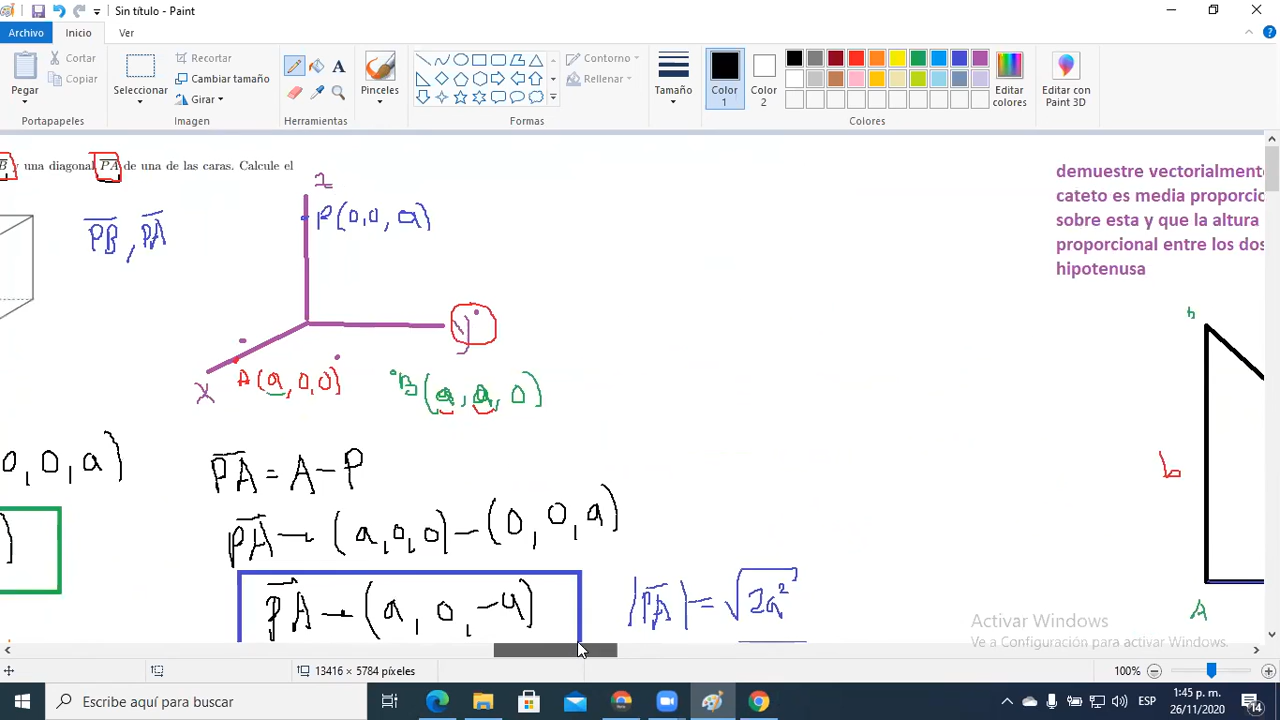 Sin título - Paint
Archivo
Inicio
Ver
Pegar
Cortar
Copiar
Portapapeles
Seleccionar
Recortar
Cambiar tamaño
Girar
Imagen
A
Herramientas
Pinceles
Contorno
Rellenar
Formas
Tamaño
Color 1
Color 2
Editar colores
Colores
Editar con Paint 3D
y una diagonal PA de una de las caras. Calcule el
PB, PA
z
P(0,0,a)
y
x
A(a,0,0)
B(a,a,0)
0,0,a)
PA = A - P
PA → (a,0,0) - (0,0,a)
PA → (a, 0, -a)
|PA| = √2a²
demuestre vectorialment
cateto es media proporcio
sobre esta y que la altura
proporcional entre los dos
hipotenusa
b
A
Activar Windows
Ve a Configuración para activar Windows.
13416 × 5784 píxeles
100%
Escribe aquí para buscar
ESP
1:45 p. m.
26/11/2020
14